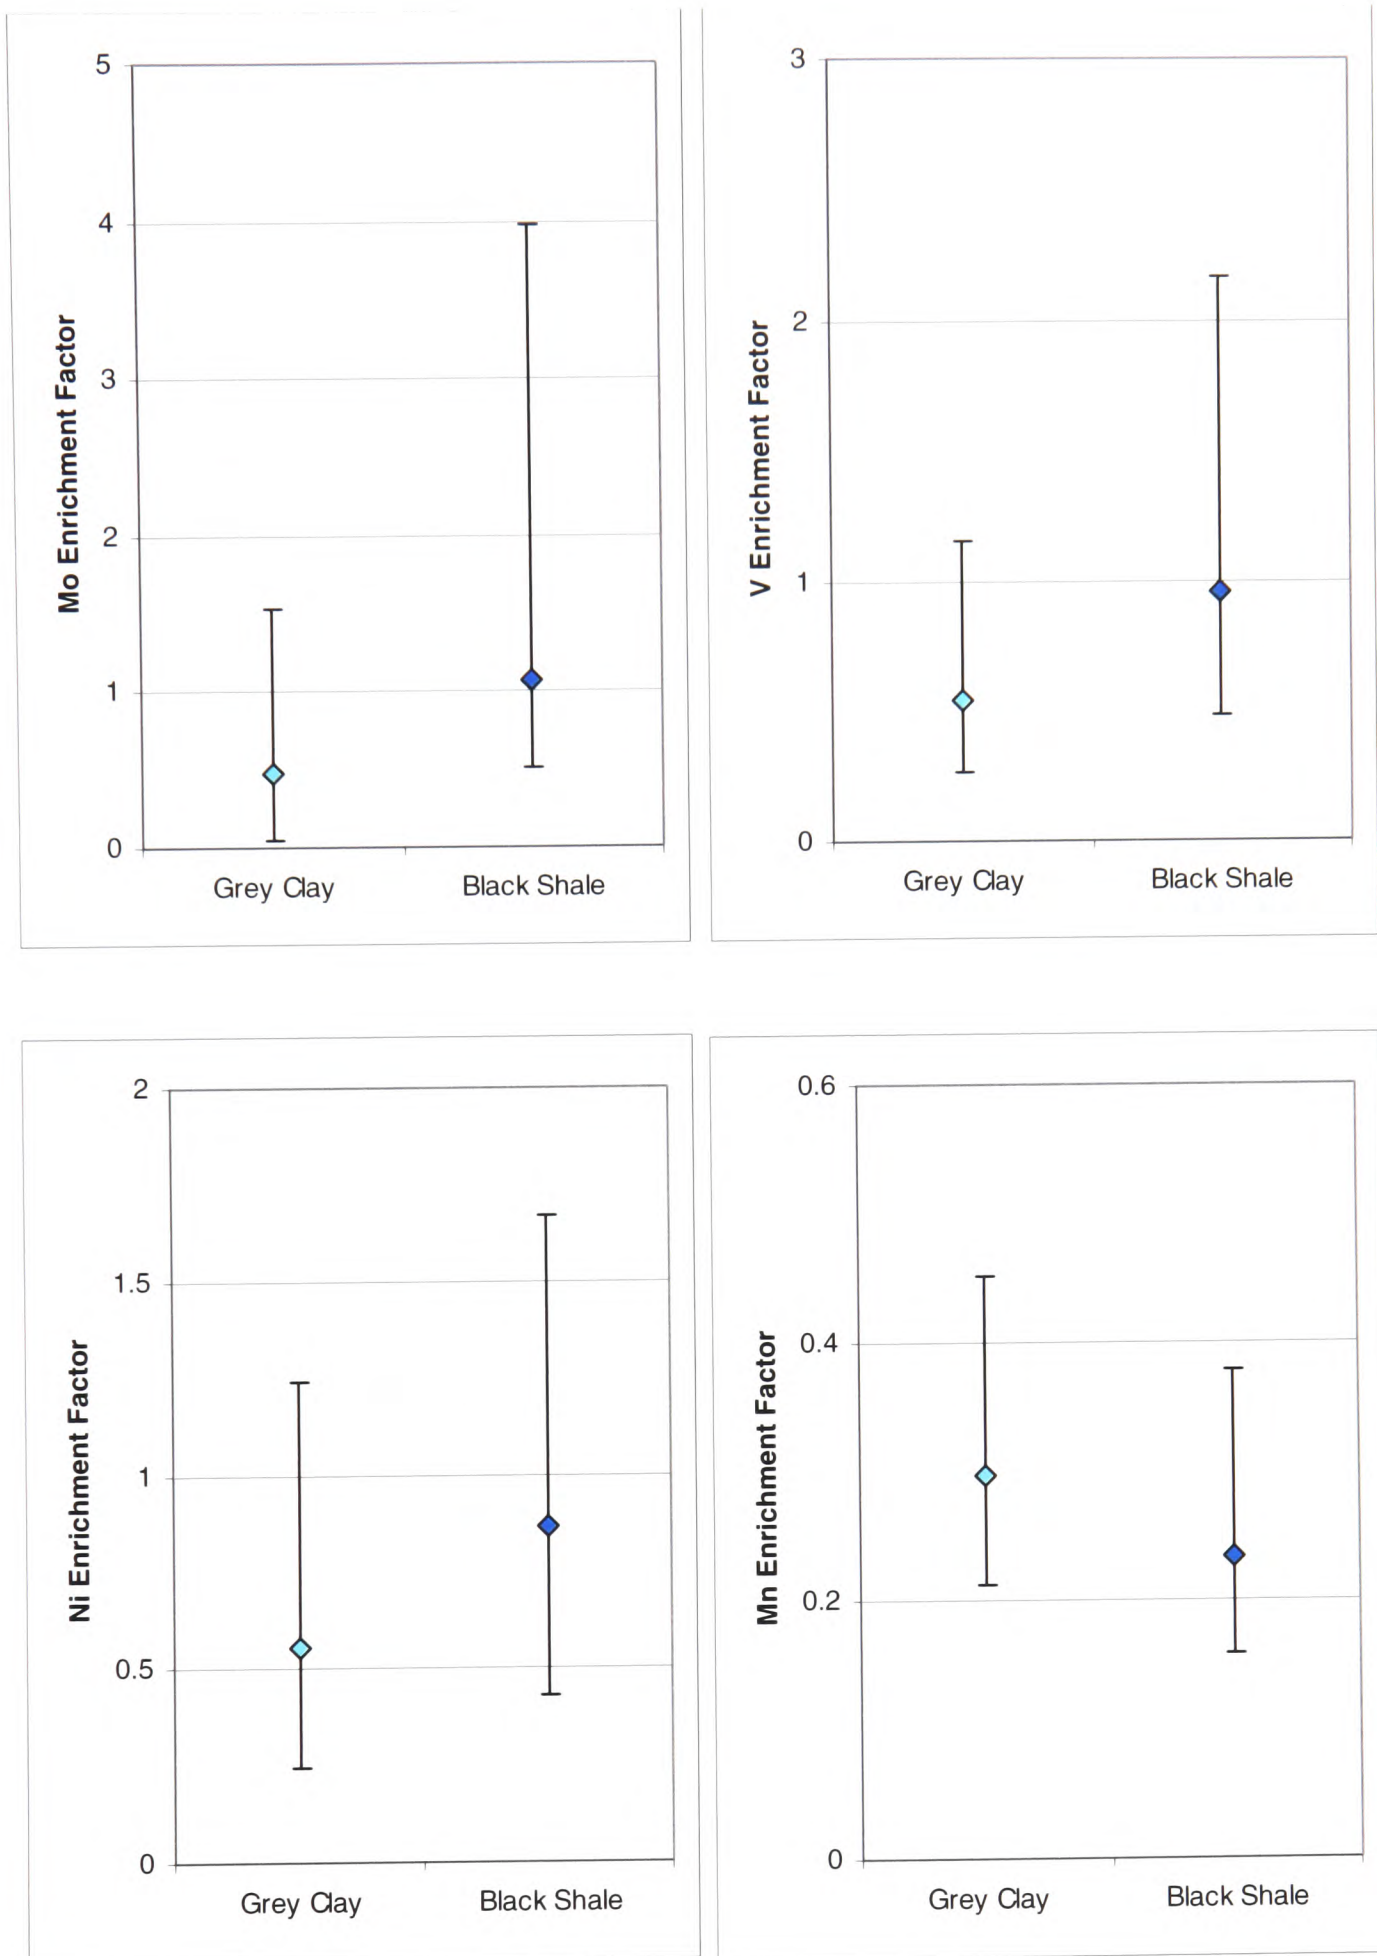 5
4
3
2
1
0
Mo Enrichment Factor
Grey Clay
Black Shale
3
2
1
0
V Enrichment Factor
Grey Clay
Black Shale
2
1.5
1
0.5
0
Ni Enrichment Factor
Grey Clay
Black Shale
0.6
0.4
0.2
0
Mn Enrichment Factor
Grey Clay
Black Shale